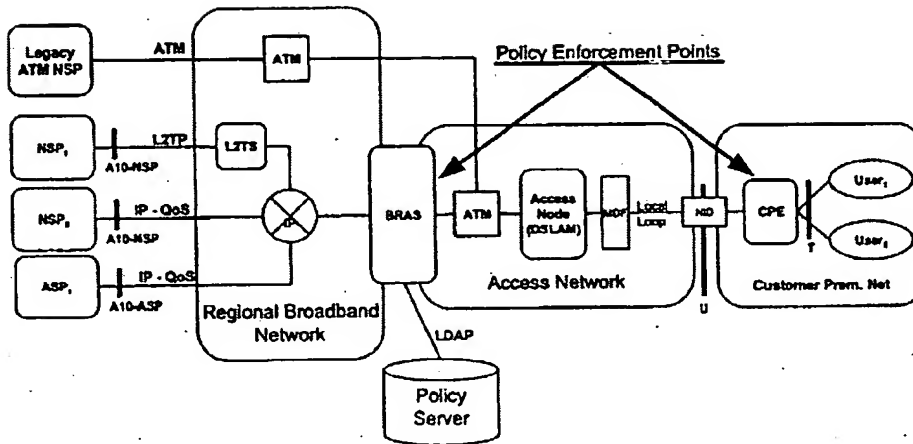 Legacy
ATM NSP
ATM
ATM
Policy Enforcement Points
NSP₁
L2TP
A10-NSP
L2TS
NSP₂
IP - QoS
A10-NSP
IP
ASP₁
IP - QoS
A10-ASP
Regional Broadband
Network
BRAS
ATM
Access
Node
(DSLAM)
MDF
Local
Loop
NID
CPE
User₁
User₂
T
U
Access Network
Customer Prem. Net
LDAP
Policy
Server